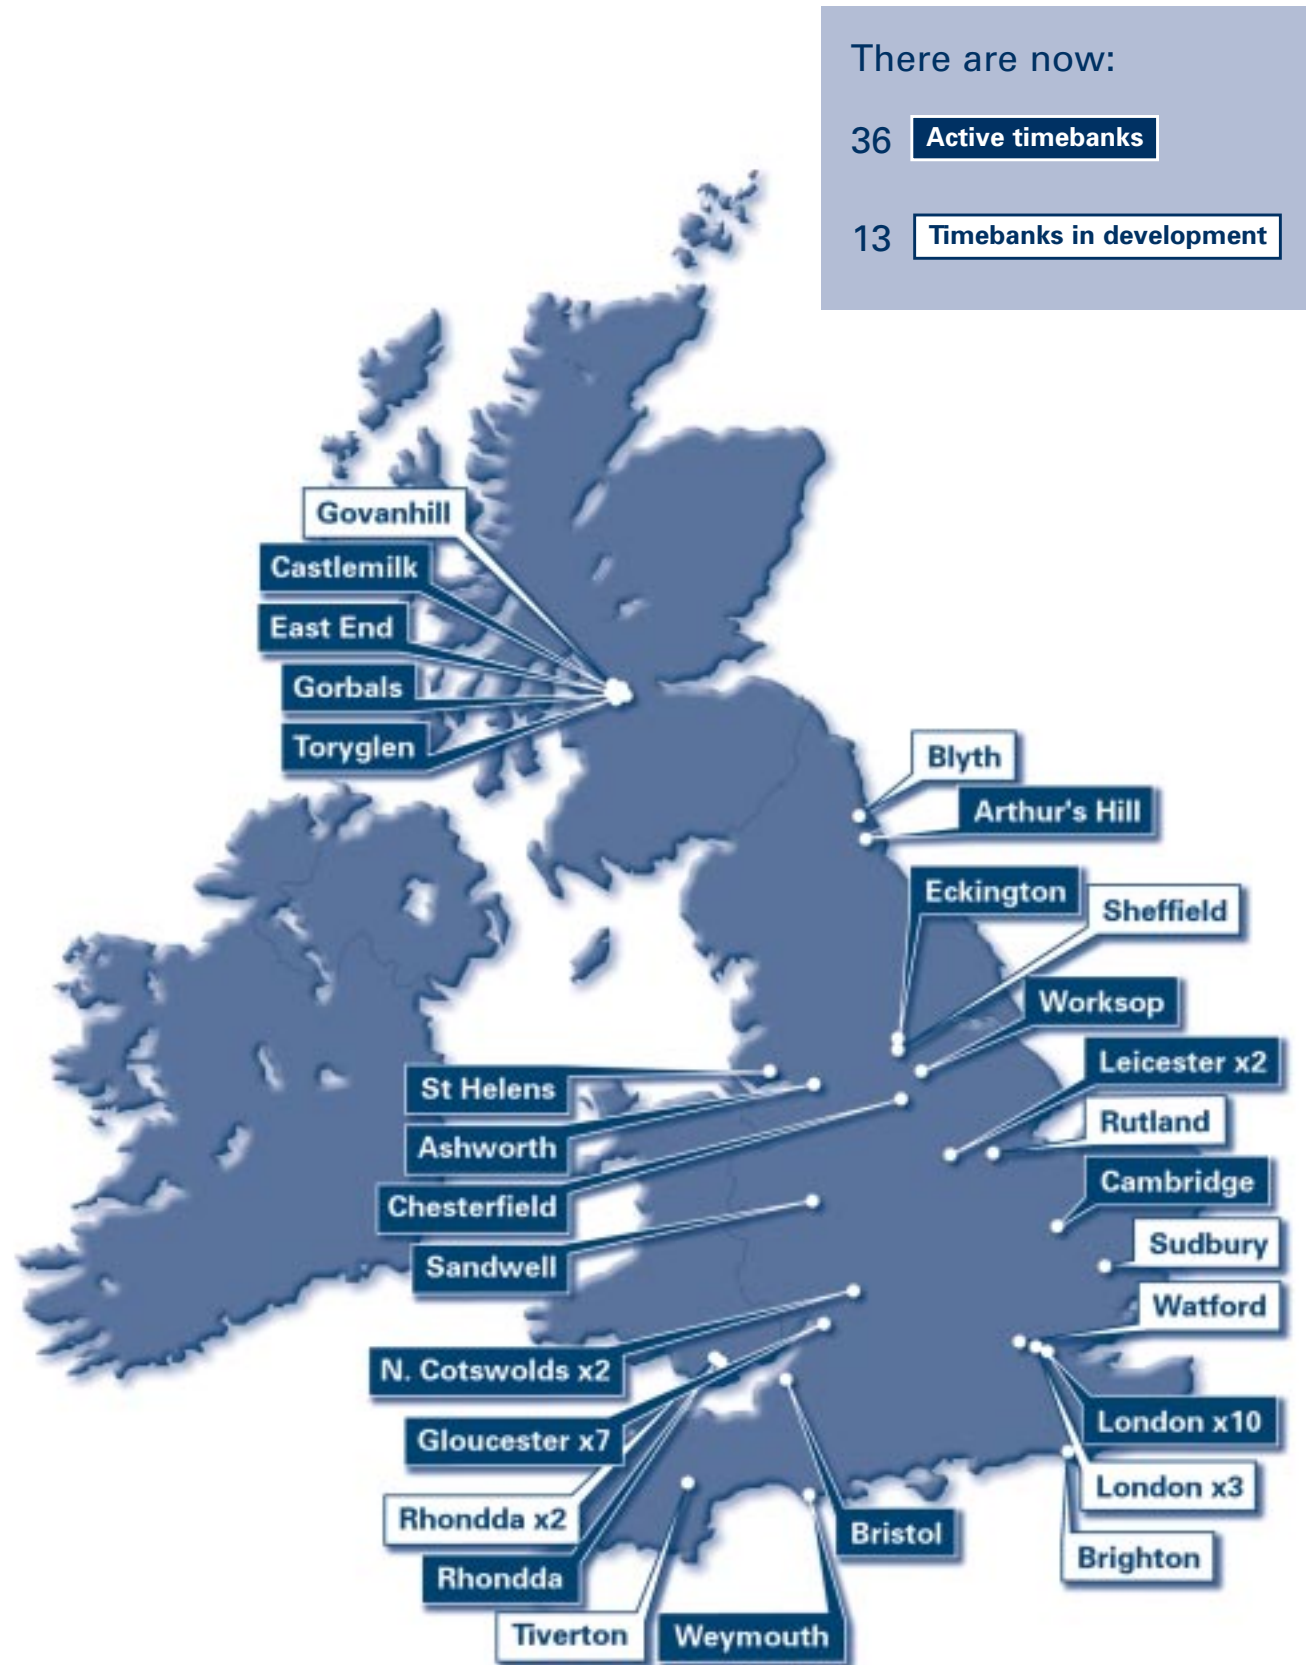 There are now:
36 Active timebanks
13 Timebanks in development
Govanhill
Castlemilk
East End
Gorbals
Toryglen
Blyth
Arthur's Hill
Eckington
Sheffield
Worksop
Leicester x2
Rutland
Cambridge
Sudbury
Watford
St Helens
Ashworth
Chesterfield
Sandwell
N. Cotswolds x2
Gloucester x7
Rhondda x2
Rhondda
Tiverton
Weymouth
Bristol
London x10
London x3
Brighton